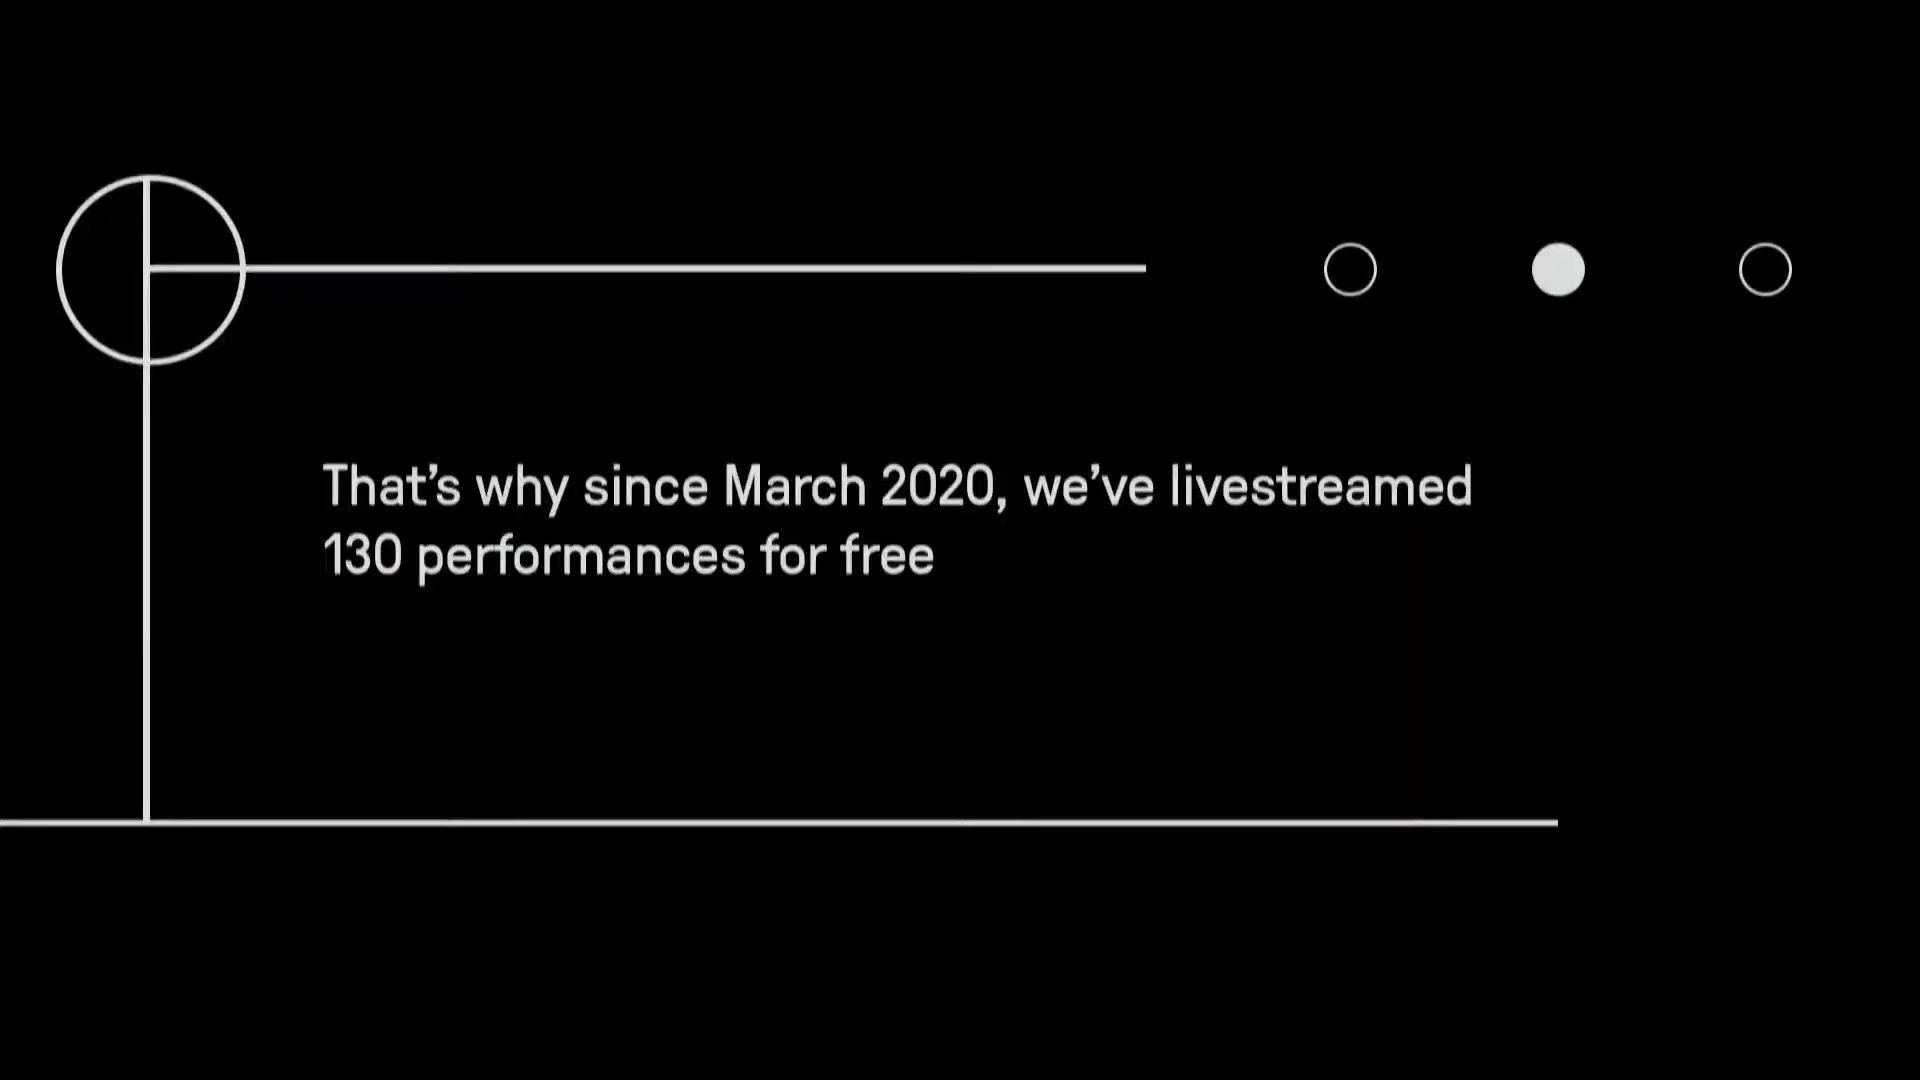 That’s why since March 2020, we’ve livestreamed
130 performances for free